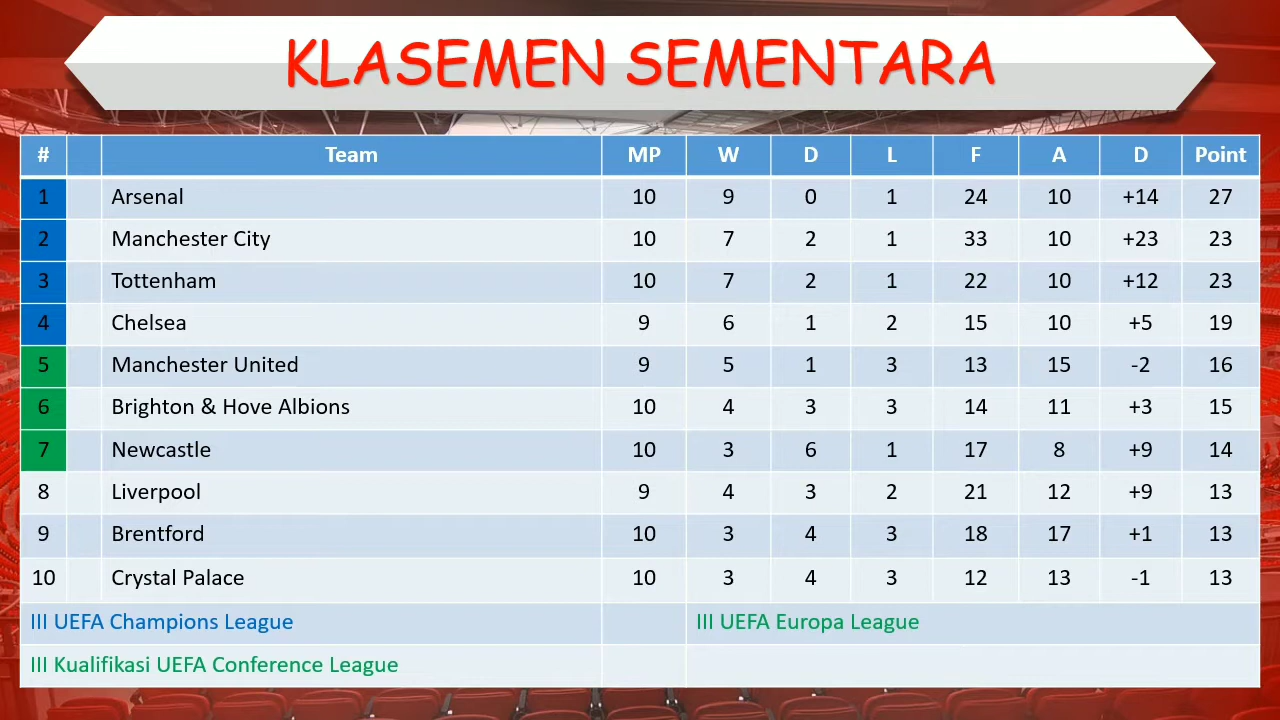 KLASEMEN SEMENTARA
# Team MP W D L F A D Point
1 Arsenal 10 9 0 1 24 10 +14 27
2 Manchester City 10 7 2 1 33 10 +23 23
3 Tottenham 10 7 2 1 22 10 +12 23
4 Chelsea 9 6 1 2 15 10 +5 19
5 Manchester United 9 5 1 3 13 15 -2 16
6 Brighton & Hove Albions 10 4 3 3 14 11 +3 15
7 Newcastle 10 3 6 1 17 8 +9 14
8 Liverpool 9 4 3 2 21 12 +9 13
9 Brentford 10 3 4 3 18 17 +1 13
10 Crystal Palace 10 3 4 3 12 13 -1 13
III UEFA Champions League III UEFA Europa League
III Kualifikasi UEFA Conference League